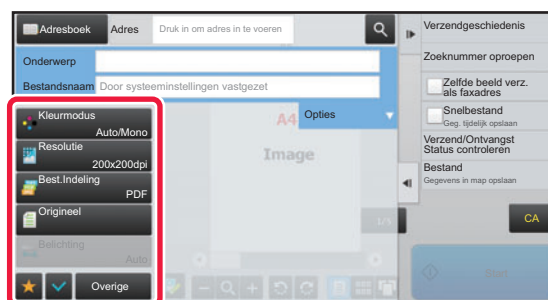 Adresboek
Adres
Druk in om adres in te voeren
Onderwerp
Bestandsnaam
Door systeeminstellingen vastgezet
Opties
Kleurmodus
Auto/Mono
Resolutie
200x200dpi
Best.Indeling
PDF
Origineel
Belichting
Auto
Overige
A4
Image
1/5
Verzendgeschiedenis
Zoeknummer oproepen
Zelfde beeld verz.
als faxadres
Snelbestand
Geg. tijdelijk opslaan
Verzend/Ontvangst
Status controleren
Bestand
Gegevens in map opslaan
CA
Start